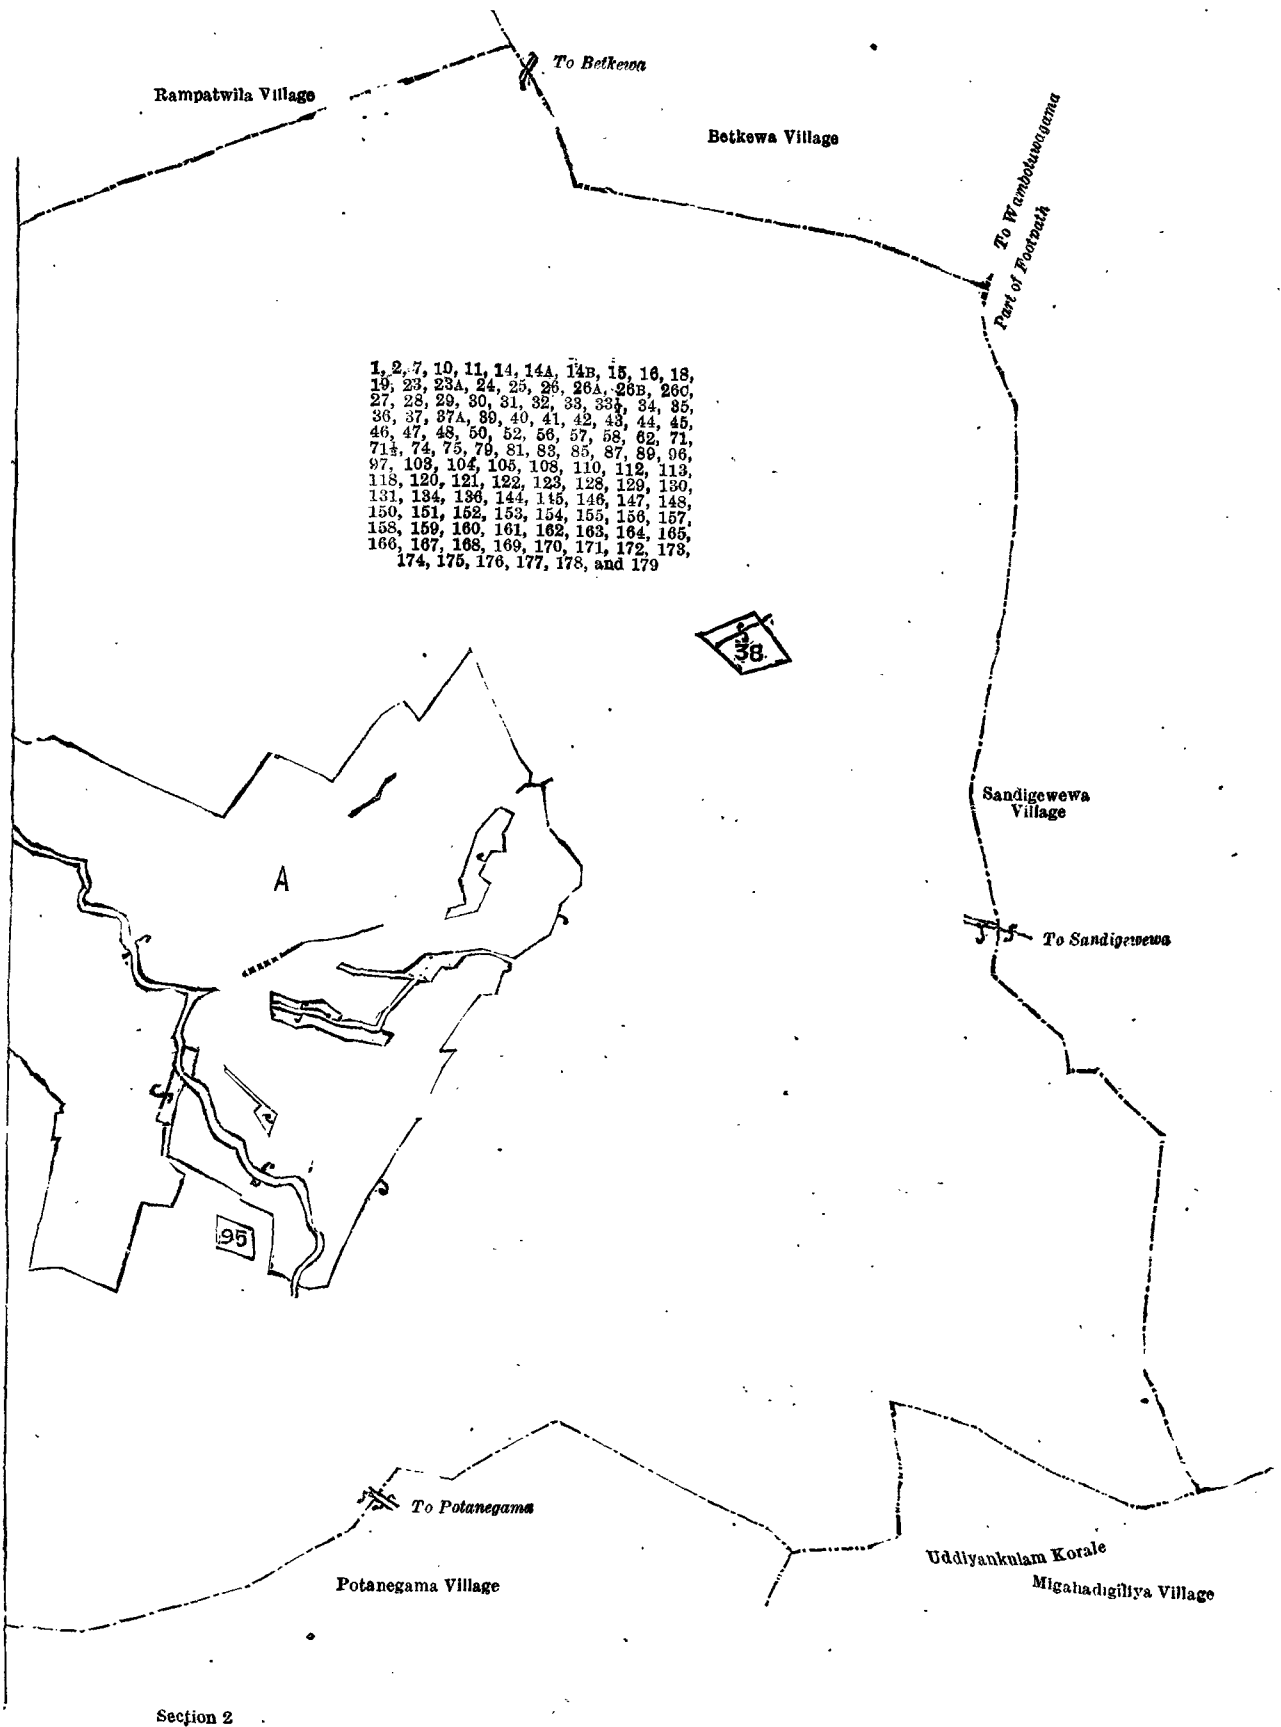 To Betkewa
Rampatwila Village
Betkewa Village
To Wambotuwagama
Part of Footpath
1, 2, 7, 10, 11, 14, 14A, 14B, 15, 16, 18,
19, 23, 23A, 24, 25, 26, 26A, 26B, 26C,
27, 28, 29, 30, 31, 32, 33, 33½, 34, 35,
36, 37, 37A, 39, 40, 41, 42, 43, 44, 45,
46, 47, 48, 50, 52, 56, 57, 58, 62, 71,
71½, 74, 75, 79, 81, 83, 85, 87, 89, 96,
97, 103, 104, 105, 108, 110, 112, 113,
118, 120, 121, 122, 123, 128, 129, 130,
131, 134, 136, 144, 145, 146, 147, 148,
150, 151, 152, 153, 154, 155, 156, 157,
158, 159, 160, 161, 162, 163, 164, 165,
166, 167, 168, 169, 170, 171, 172, 173,
174, 175, 176, 177, 178, and 179
38
Sandigewewa
Village
A
To Sandigewewa
95
To Potanegama
Uddiyankulam Korale
Potanegama Village
Migahadigiliya Village
Section 2